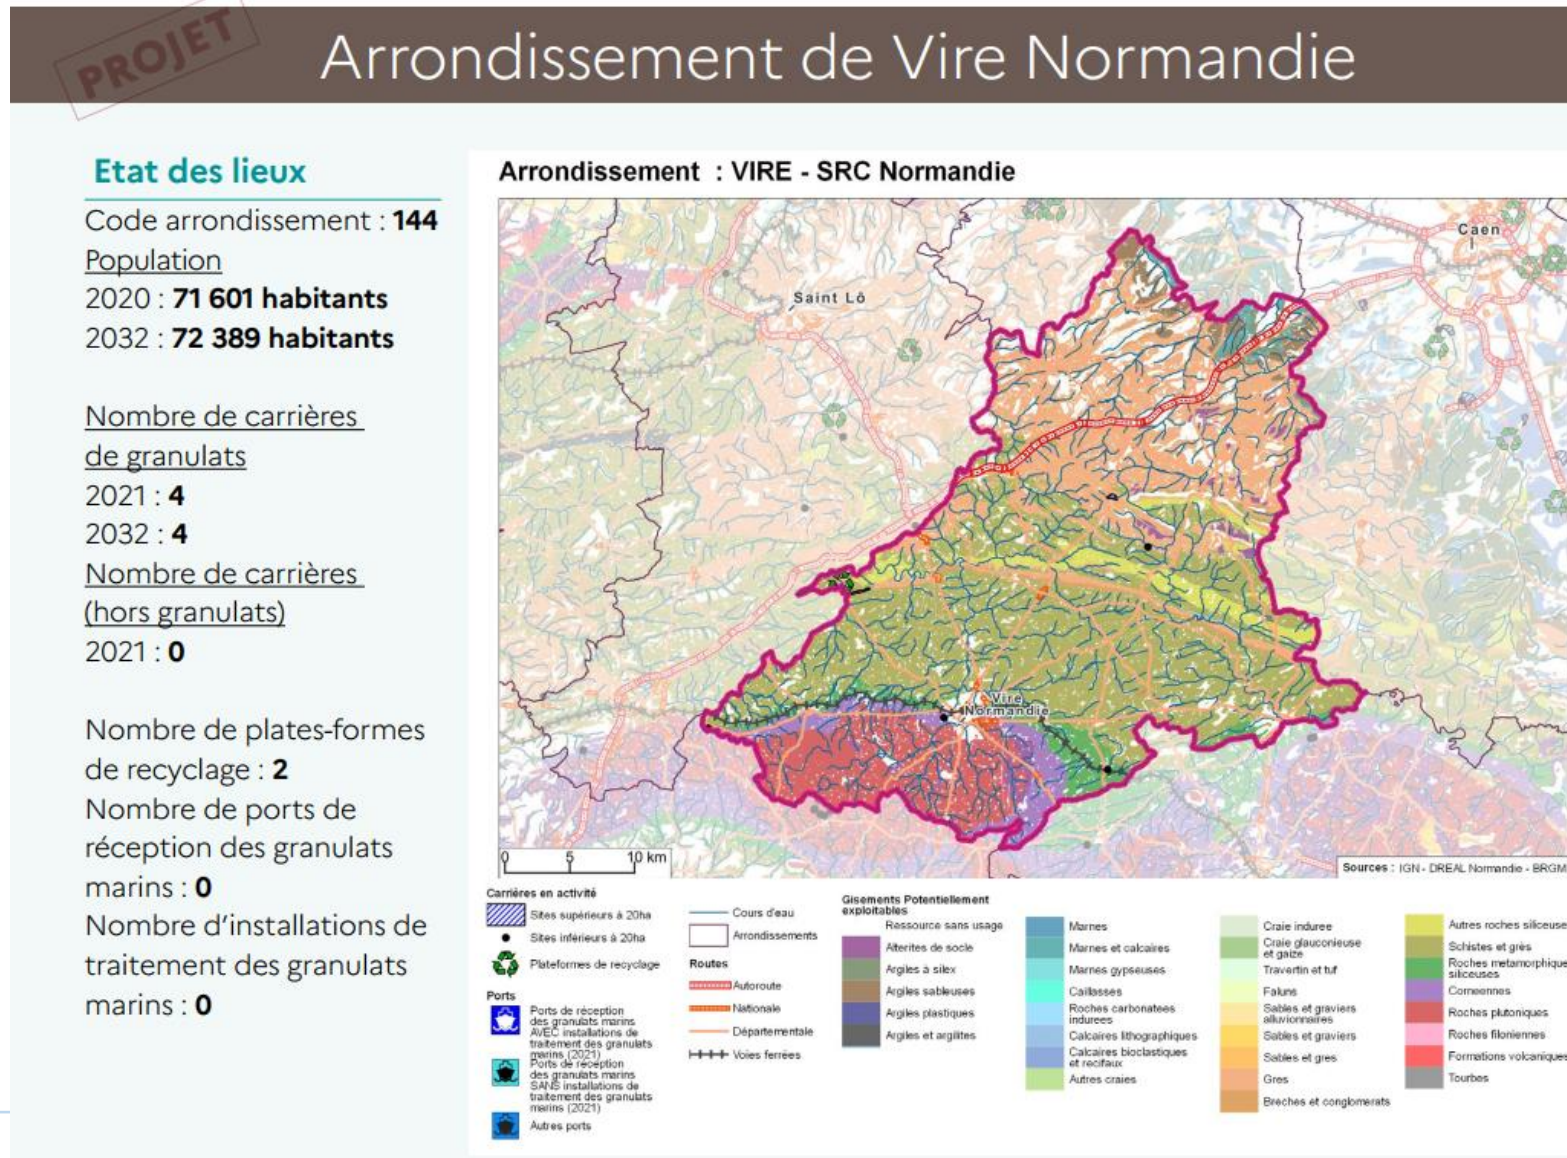 PROJET
Arrondissement de Vire Normandie
Etat des lieux
Code arrondissement : 144
Population
2020 : 71 601 habitants
2032 : 72 389 habitants
Nombre de carrières
de granulats
2021 : 4
2032 : 4
Nombre de carrières
(hors granulats)
2021 : 0
Nombre de plates-formes
de recyclage : 2
Nombre de ports de
réception des granulats
marins : 0
Nombre d'installations de
traitement des granulats
marins : 0
Arrondissement : VIRE - SRC Normandie
Caen
Saint Lô
Vire
Normandie
0 5 10 km
Sources : IGN - DREAL Normandie - BRGM
Carrières en activité
Sites supérieurs à 20ha
Sites inférieurs à 20ha
Plateformes de recyclage
Ports
Ports de réception
des granulats marins
AVEC installations de
traitement des granulats
marins (2021)
Ports de réception
des granulats marins
SANS installations de
traitement des granulats
marins (2021)
Autres ports
Cours d'eau
Arrondissements
Routes
Autoroute
Nationale
Départementale
Voies ferrées
Gisements Potentiellement
exploitables
Ressource sans usage
Alterites de socle
Argiles à silex
Argiles sableuses
Argiles plastiques
Argiles et argilites
Marnes
Marnes et calcaires
Marnes gypseuses
Caillasses
Roches carbonatees
indurees
Calcaires lithographiques
Calcaires bioclastiques
et recifaux
Autres craies
Craie induree
Craie glauconieuse
et gaize
Travertin et tuf
Faluns
Sables et graviers
alluvionnaires
Sables et graviers
Sables et gres
Gres
Breches et conglomerats
Autres roches siliceuse
Schistes et grès
Roches metamorphique
siliceuses
Corneennes
Roches plutoniques
Roches filoniennes
Formations volcaniques
Tourbes